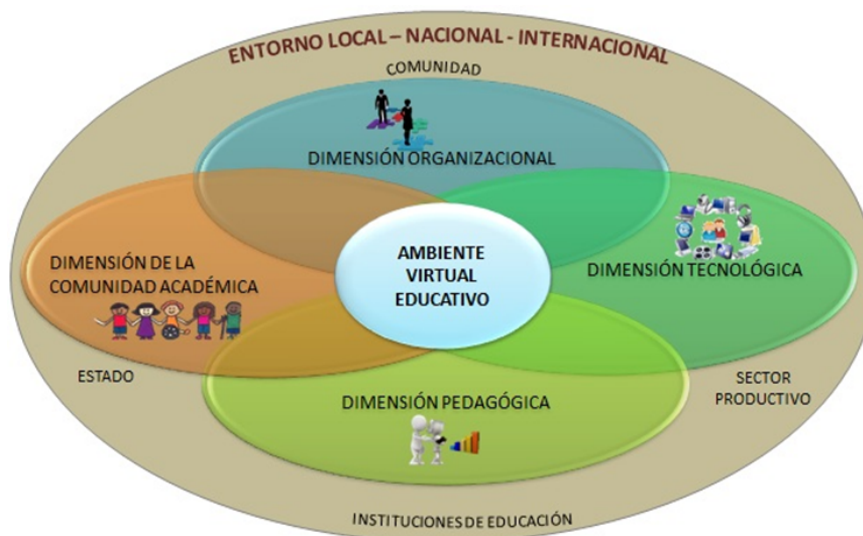 ENTORNO LOCAL – NACIONAL - INTERNACIONAL
COMUNIDAD
DIMENSIÓN ORGANIZACIONAL
DIMENSIÓN DE LA
COMUNIDAD ACADÉMICA
AMBIENTE
VIRTUAL
EDUCATIVO
DIMENSIÓN TECNOLÓGICA
ESTADO
DIMENSIÓN PEDAGÓGICA
SECTOR
PRODUCTIVO
INSTITUCIONES DE EDUCACIÓN